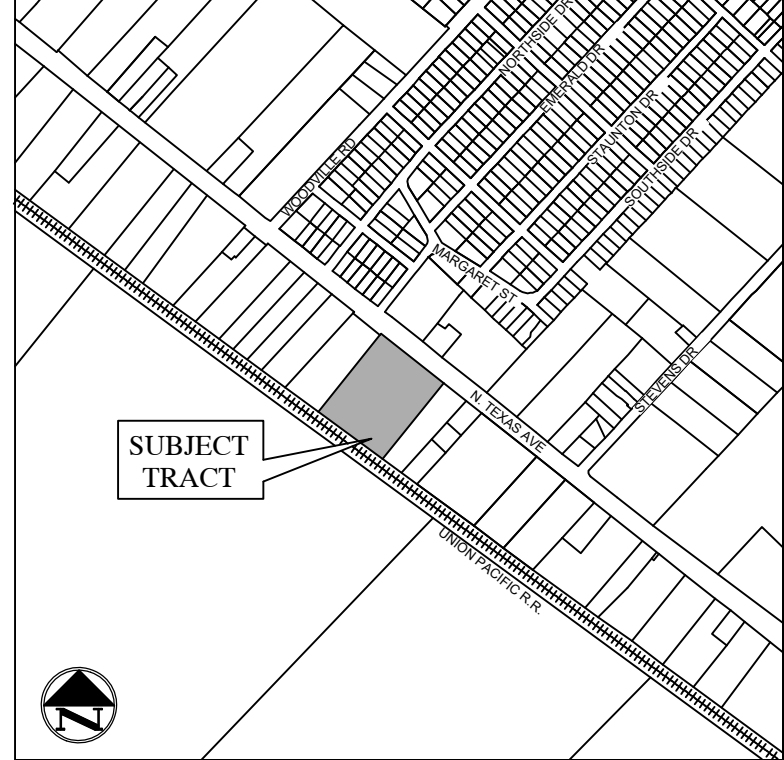 NORTHSIDE DR
EMERALD DR
STAUNTON DR
SOUTHSIDE DR
WOODVILLE RD
MARGARET ST
STEVENS DR
N. TEXAS AVE
SUBJECT
TRACT
UNION PACIFIC R.R.
N